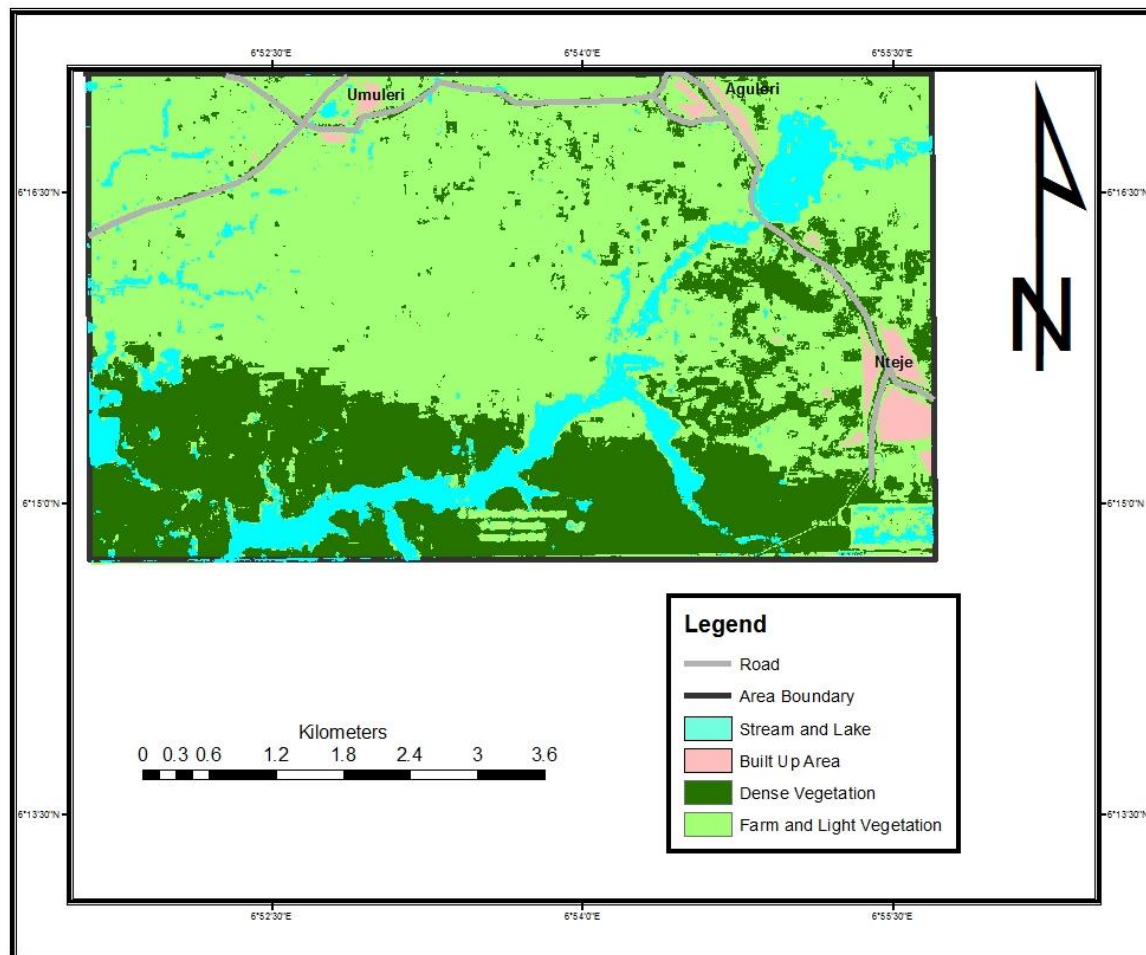 6°52'30"E 6°54'0"E 6°55'30"E
Umuleri
Aguleri
6°16'30"N 6°16'30"N
N
Nteje
6°15'0"N 6°15'0"N
Legend
Road
Area Boundary
Stream and Lake
Built Up Area
Dense Vegetation
Farm and Light Vegetation
Kilometers
0 0.3 0.6 1.2 1.8 2.4 3 3.6
6°13'30"N 6°13'30"N
6°52'30"E 6°54'0"E 6°55'30"E